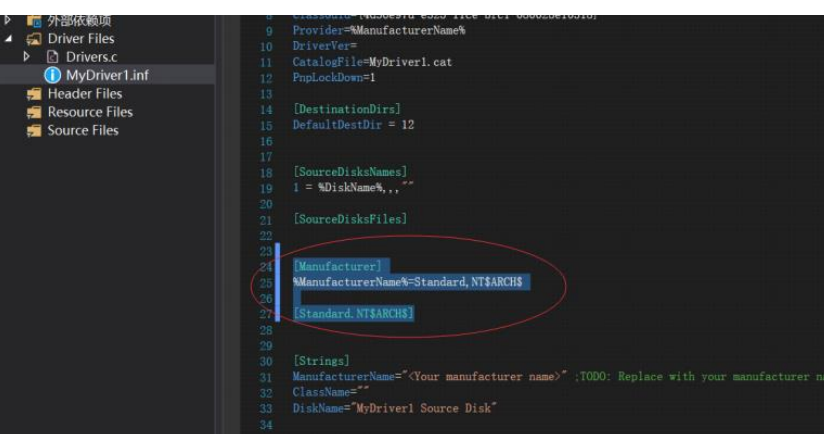 外部依赖项
Driver Files
Drivers.c
MyDriver1.inf
Header Files
Resource Files
Source Files
9 Provider=%ManufacturerName%
10 DriverVer=
11 CatalogFile=MyDriver1.cat
12 PnpLockDown=1
13
14 [DestinationDirs]
15 DefaultDestDir = 12
16
17
18 [SourceDisksNames]
19 1 = %DiskName%,,,""
20
21 [SourceDisksFiles]
22
23
24 [Manufacturer]
25 %ManufacturerName%=Standard,NT$ARCH$
26
27 [Standard.NT$ARCH$]
28
29
30 [Strings]
31 ManufacturerName="<Your manufacturer name>" ;TODO: Replace with your manufacturer na
32 ClassName=""
33 DiskName="MyDriver1 Source Disk"
34